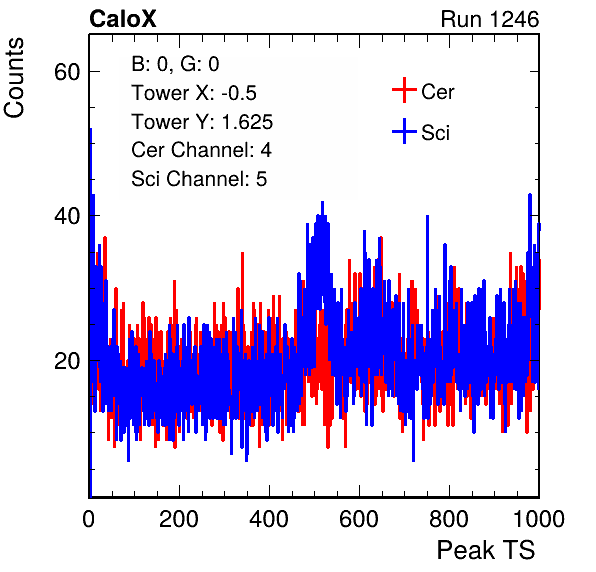 CaloX Run 1246
Counts
B: 0, G: 0
Tower X: -0.5
Tower Y: 1.625
Cer Channel: 4
Sci Channel: 5
Cer
Sci
60
40
20
0 200 400 600 800 1000
Peak TS